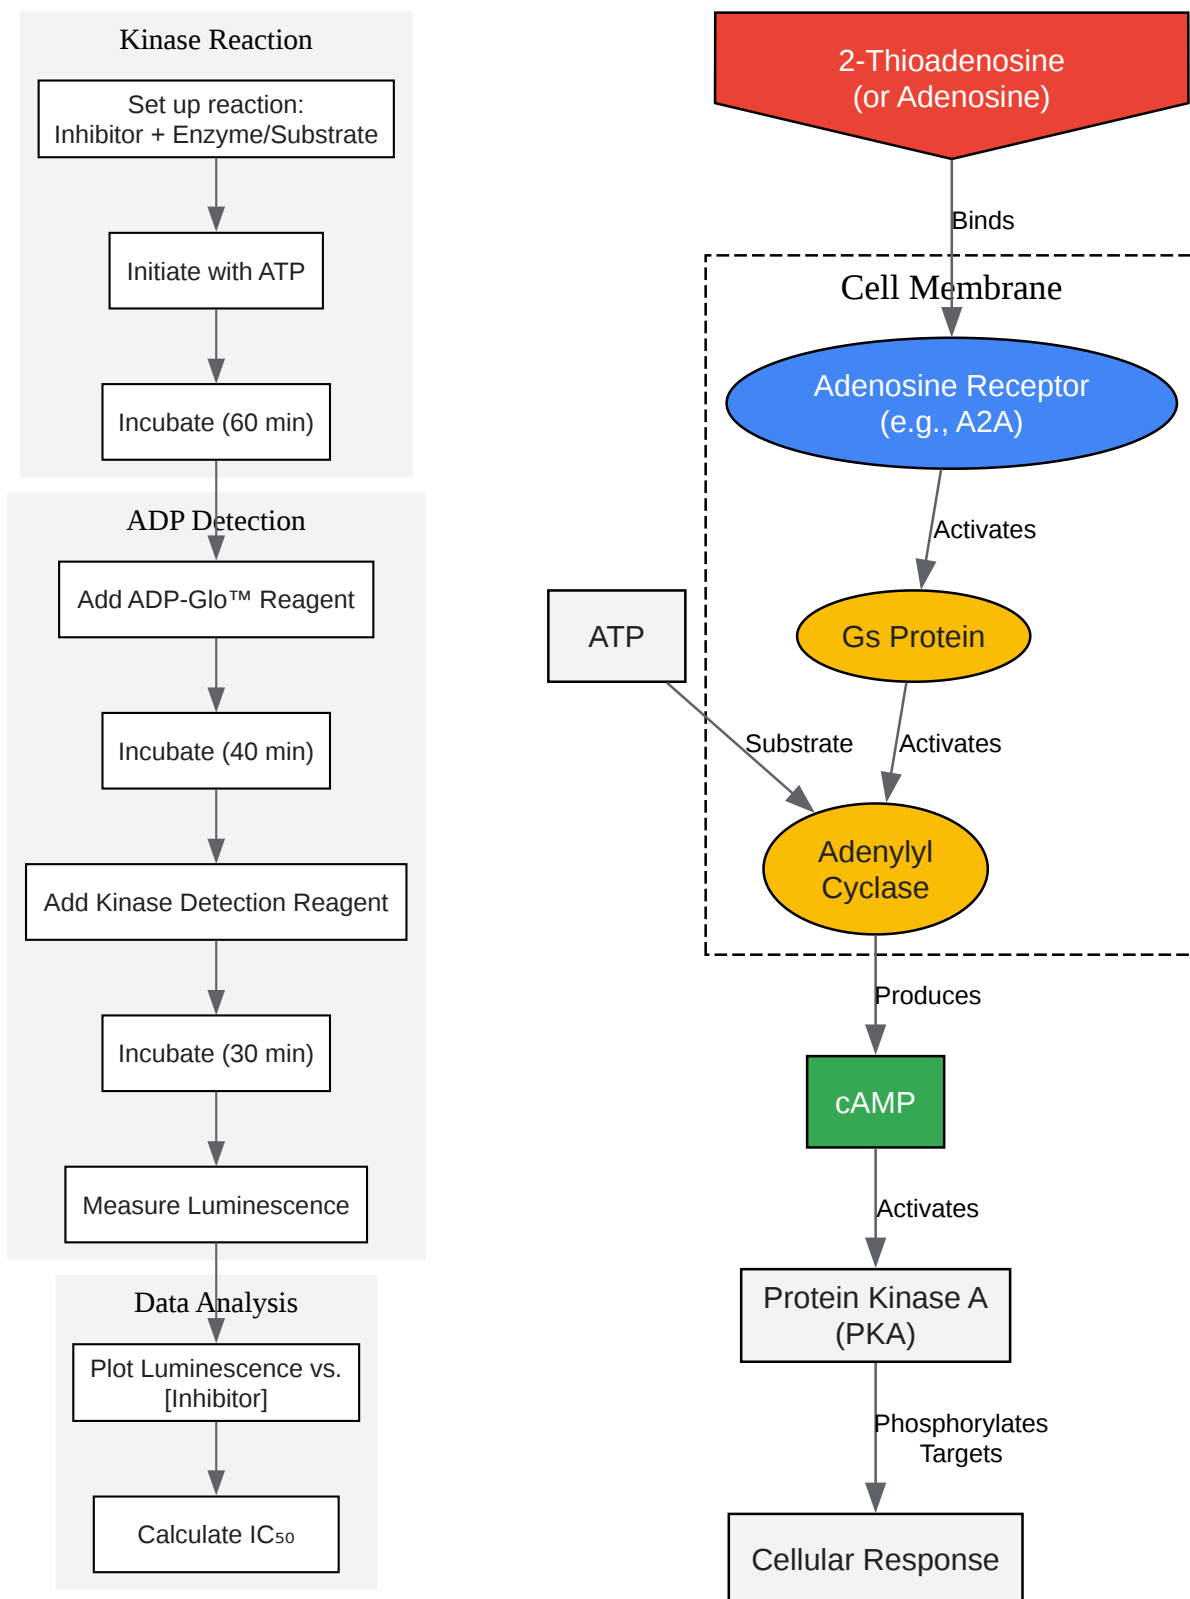 Kinase Reaction
Set up reaction:
Inhibitor + Enzyme/Substrate
Initiate with ATP
Incubate (60 min)
ADP Detection
Add ADP-Glo™ Reagent
Incubate (40 min)
Add Kinase Detection Reagent
Incubate (30 min)
Measure Luminescence
Data Analysis
Plot Luminescence vs.
[Inhibitor]
Calculate IC₅₀
2-Thioadenosine
(or Adenosine)
Binds
Cell Membrane
Adenosine Receptor
(e.g., A2A)
Activates
ATP
Gs Protein
Substrate
Activates
Adenylyl
Cyclase
Produces
cAMP
Activates
Protein Kinase A
(PKA)
Phosphorylates
Targets
Cellular Response